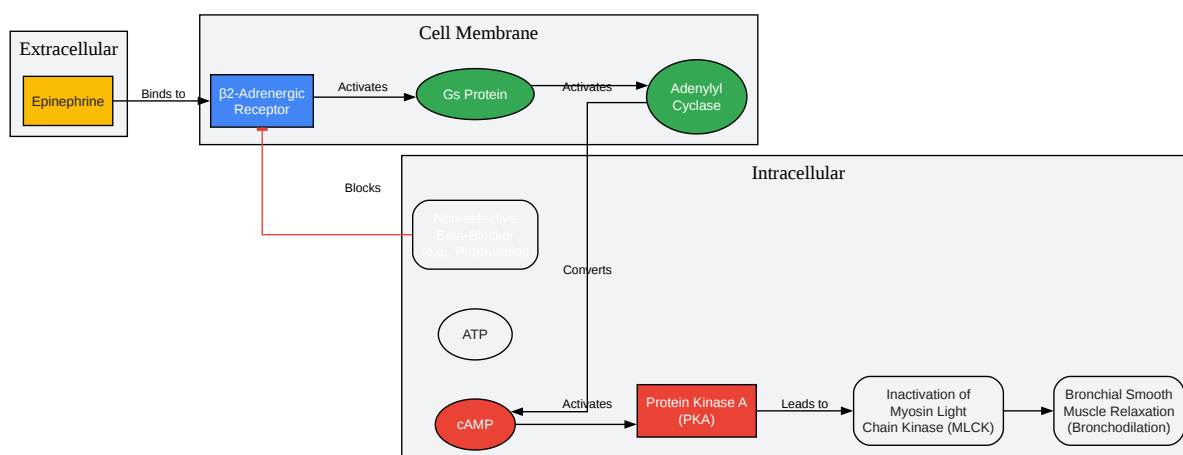 Extracellular
Epinephrine
Binds to
Cell Membrane
β2-Adrenergic
Receptor
Activates
Gs Protein
Activates
Adenylyl
Cyclase
Intracellular
Blocks
Non-selective
Beta-Blocker
(e.g., Propranolol)
Converts
ATP
cAMP
Activates
Protein Kinase A
(PKA)
Leads to
Inactivation of
Myosin Light
Chain Kinase (MLCK)
Bronchial Smooth
Muscle Relaxation
(Bronchodilation)